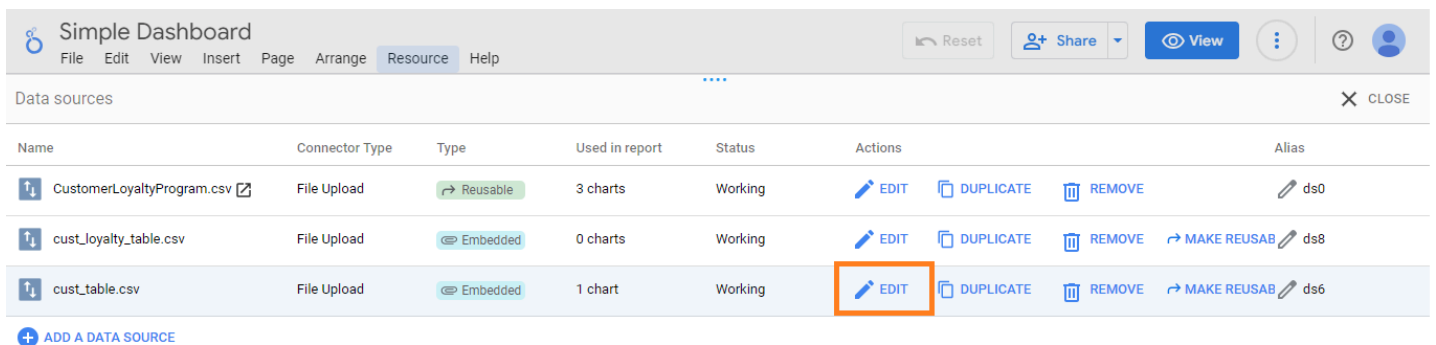 Simple Dashboard
File Edit View Insert Page Arrange Resource Help
Reset Share View
Data sources
CLOSE
Name Connector Type Type Used in report Status Actions Alias
CustomerLoyaltyProgram.csv File Upload Reusable 3 charts Working EDIT DUPLICATE REMOVE ds0
cust_loyalty_table.csv File Upload Embedded 0 charts Working EDIT DUPLICATE REMOVE MAKE REUSAB ds8
cust_table.csv File Upload Embedded 1 chart Working EDIT DUPLICATE REMOVE MAKE REUSAB ds6
ADD A DATA SOURCE